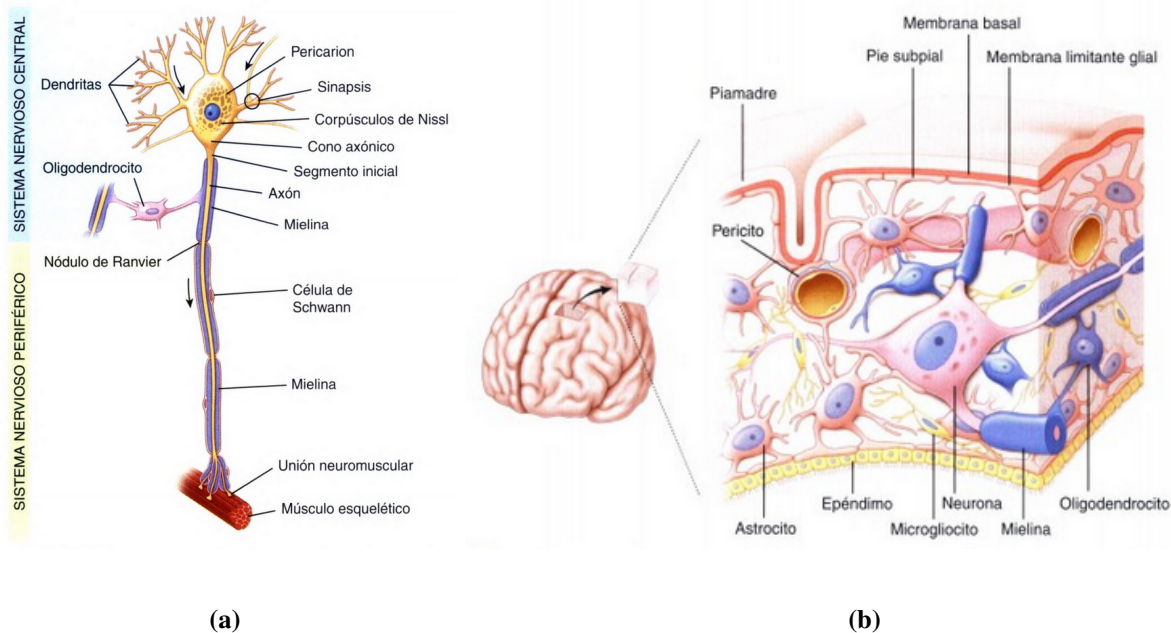 SISTEMA NERVIOSO CENTRAL
SISTEMA NERVIOSO PERIFÉRICO
Dendritas
Pericarion
Sinapsis
Corpúsculos de Nissl
Cono axónico
Segmento inicial
Oligodendrocito
Axón
Mielina
Nódulo de Ranvier
Célula de
Schwann
Mielina
Unión neuromuscular
Músculo esquelético
(a)
Membrana basal
Pie subpial
Membrana limitante glial
Piamadre
Pericito
Epéndimo
Neurona
Oligodendrocito
Astrocito
Microgliocito
Mielina
(b)